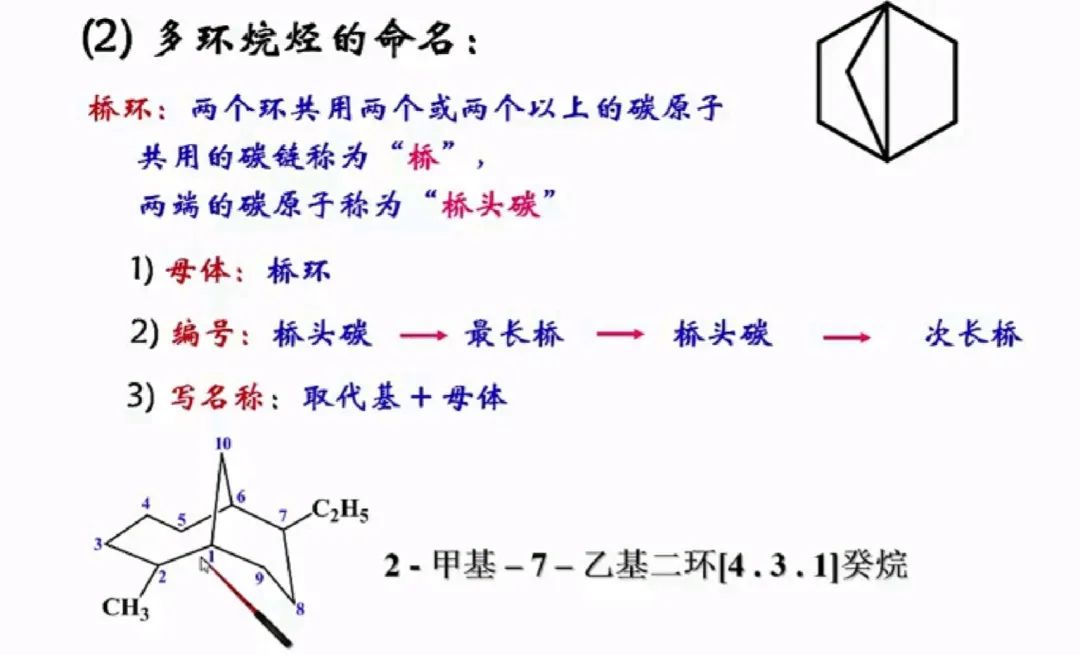 (2) 多环烷烃的命名：
桥环：两个环共用两个或两个以上的碳原子
共用的碳链称为“桥”，
两端的碳原子称为“桥头碳”
1) 母体：桥环
2) 编号：桥头碳 → 最长桥 → 桥头碳 → 次长桥
3) 写名称：取代基 + 母体
10
4
5
6
7
C₂H₅
3
1
2
9
8
CH₃
2 - 甲基 – 7 – 乙基二环[4 . 3 . 1]癸烷